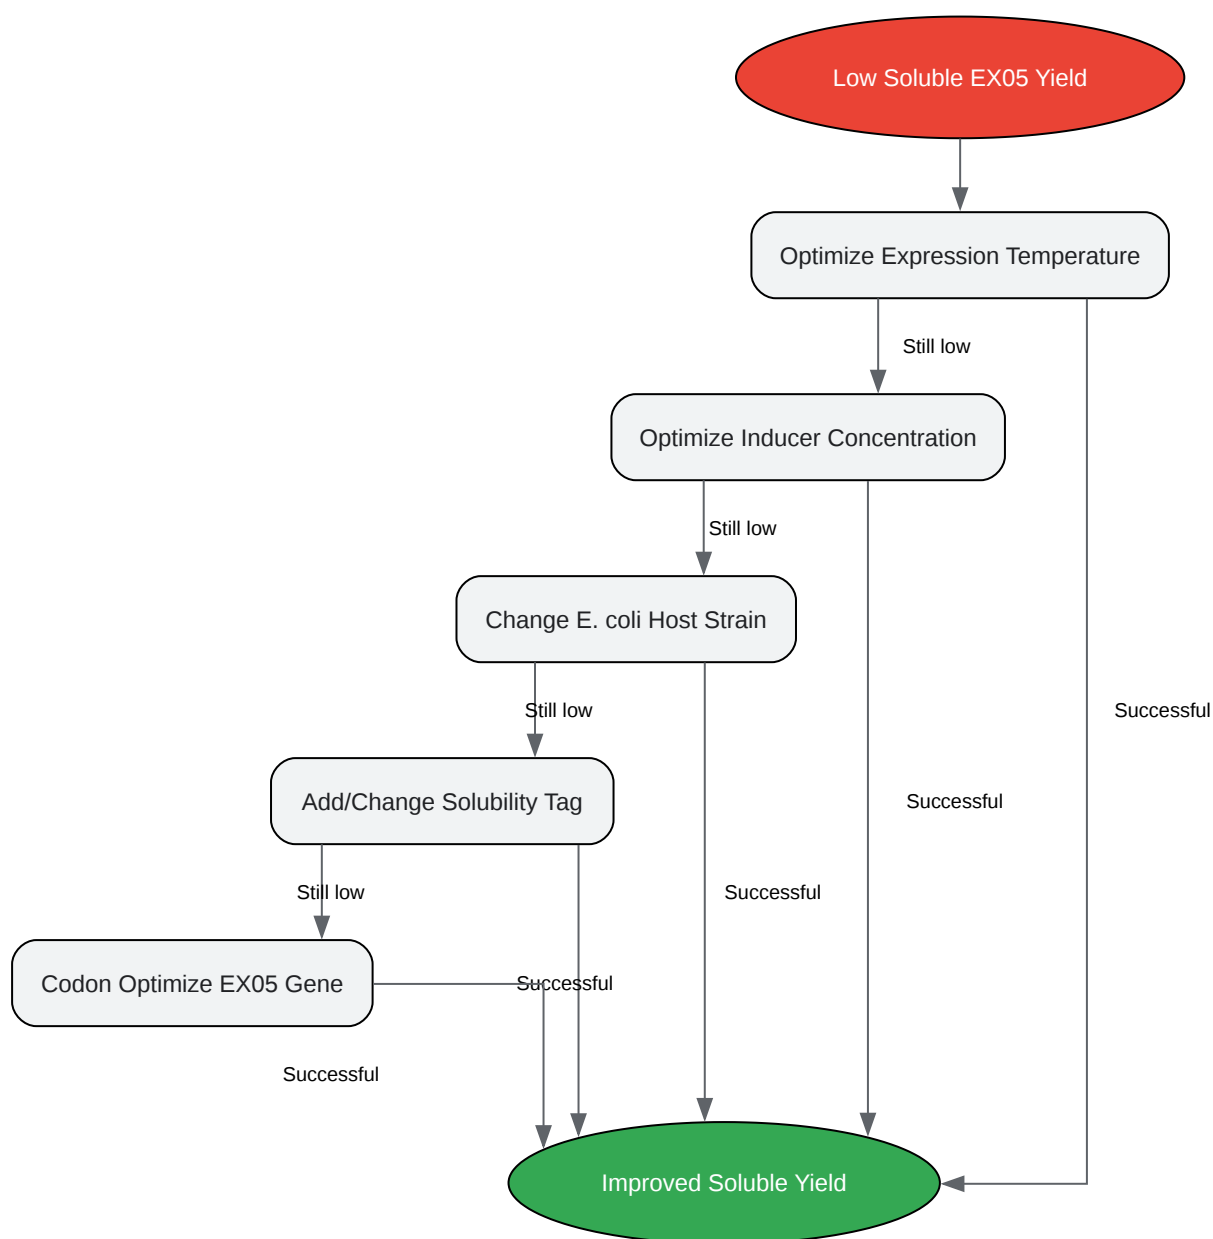 Low Soluble EX05 Yield
Optimize Expression Temperature
Still low
Optimize Inducer Concentration
Still low
Change E. coli Host Strain
Still low
Successful
Add/Change Solubility Tag
Successful
Still low
Successful
Codon Optimize EX05 Gene
Successful
Successful
Improved Soluble Yield